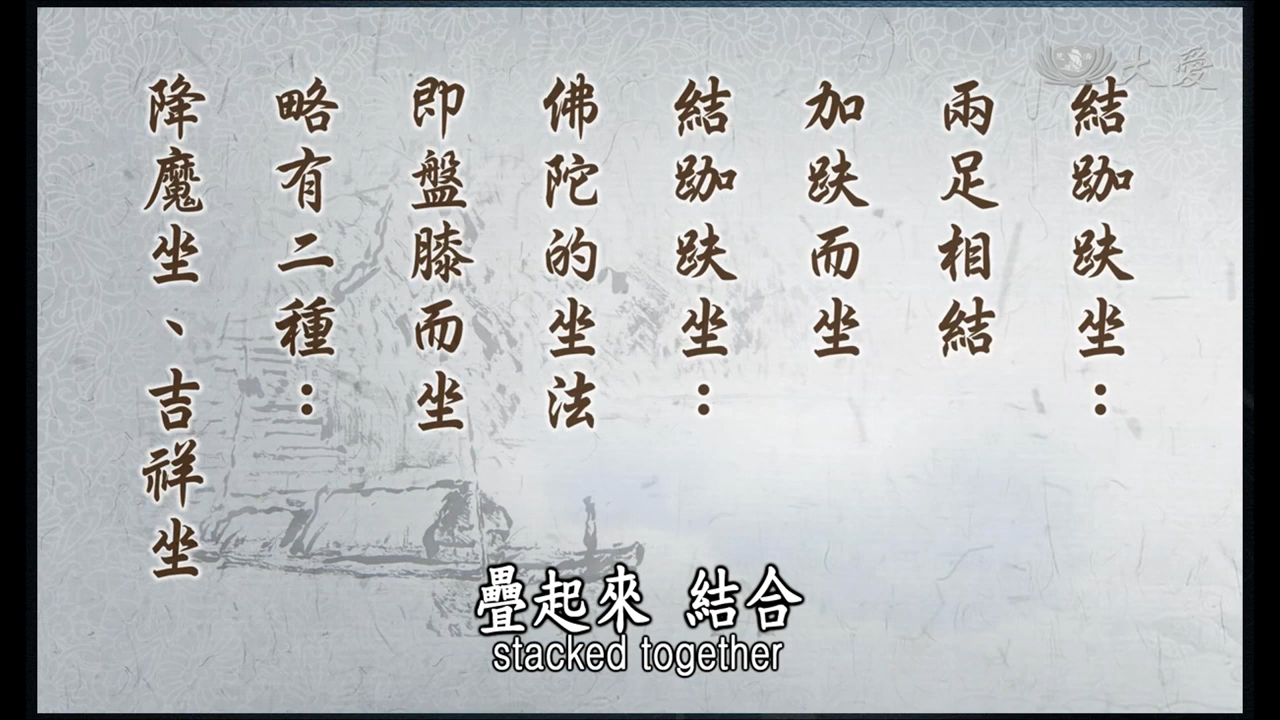 結跏趺坐：
兩足相結
加趺而坐
結跏趺坐：
佛陀的坐法
即盤膝而坐
略有二種：
降魔坐、吉祥坐
大愛
疊起來 結合
stacked together